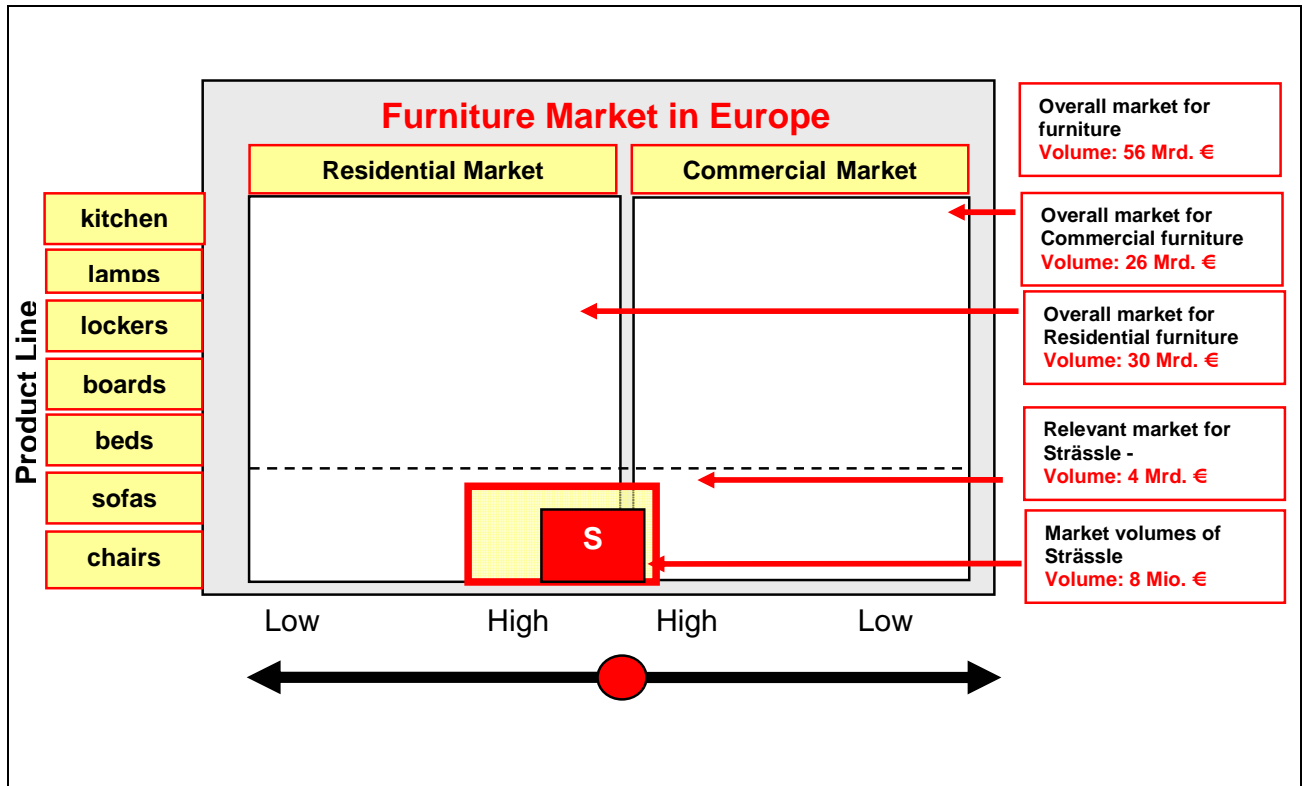 Furniture Market in Europe
Residential Market
Commercial Market
Product Line
kitchen
lamps
lockers
boards
beds
sofas
chairs
S
Low
High
High
Low
Overall market for
furniture
Volume: 56 Mrd. €
Overall market for
Commercial furniture
Volume: 26 Mrd. €
Overall market for
Residential furniture
Volume: 30 Mrd. €
Relevant market for
Strässle -
Volume: 4 Mrd. €
Market volumes of
Strässle
Volume: 8 Mio. €